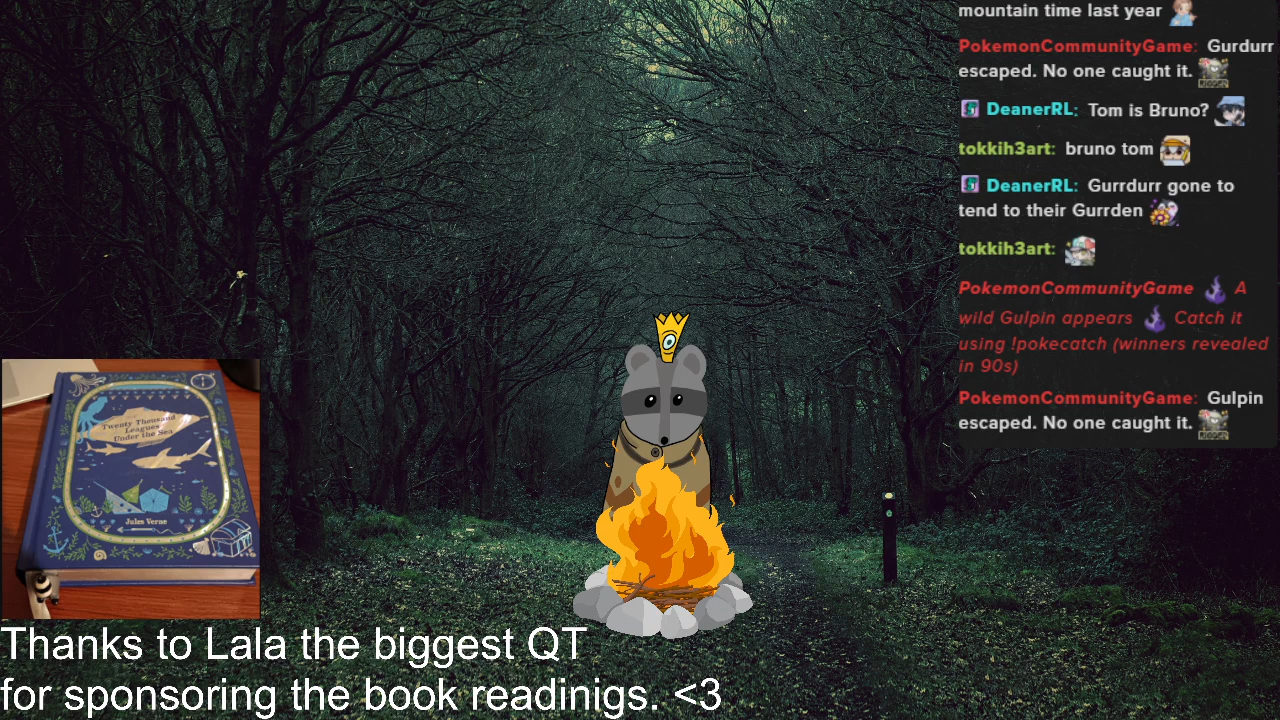 mountain time last year
PokemonCommunityGame: Gurdurr
escaped. No one caught it.
DeanerRL: Tom is Bruno?
tokkih3art: bruno tom
DeanerRL: Gurrdurr gone to
tend to their Gurrden
tokkih3art:
PokemonCommunityGame A
wild Gulpin appears Catch it
using !pokecatch (winners revealed
in 90s)
PokemonCommunityGame: Gulpin
escaped. No one caught it.
Twenty Thousand
Leagues
Under the Sea
Jules Verne
Thanks to Lala the biggest QT
for sponsoring the book readinigs. <3